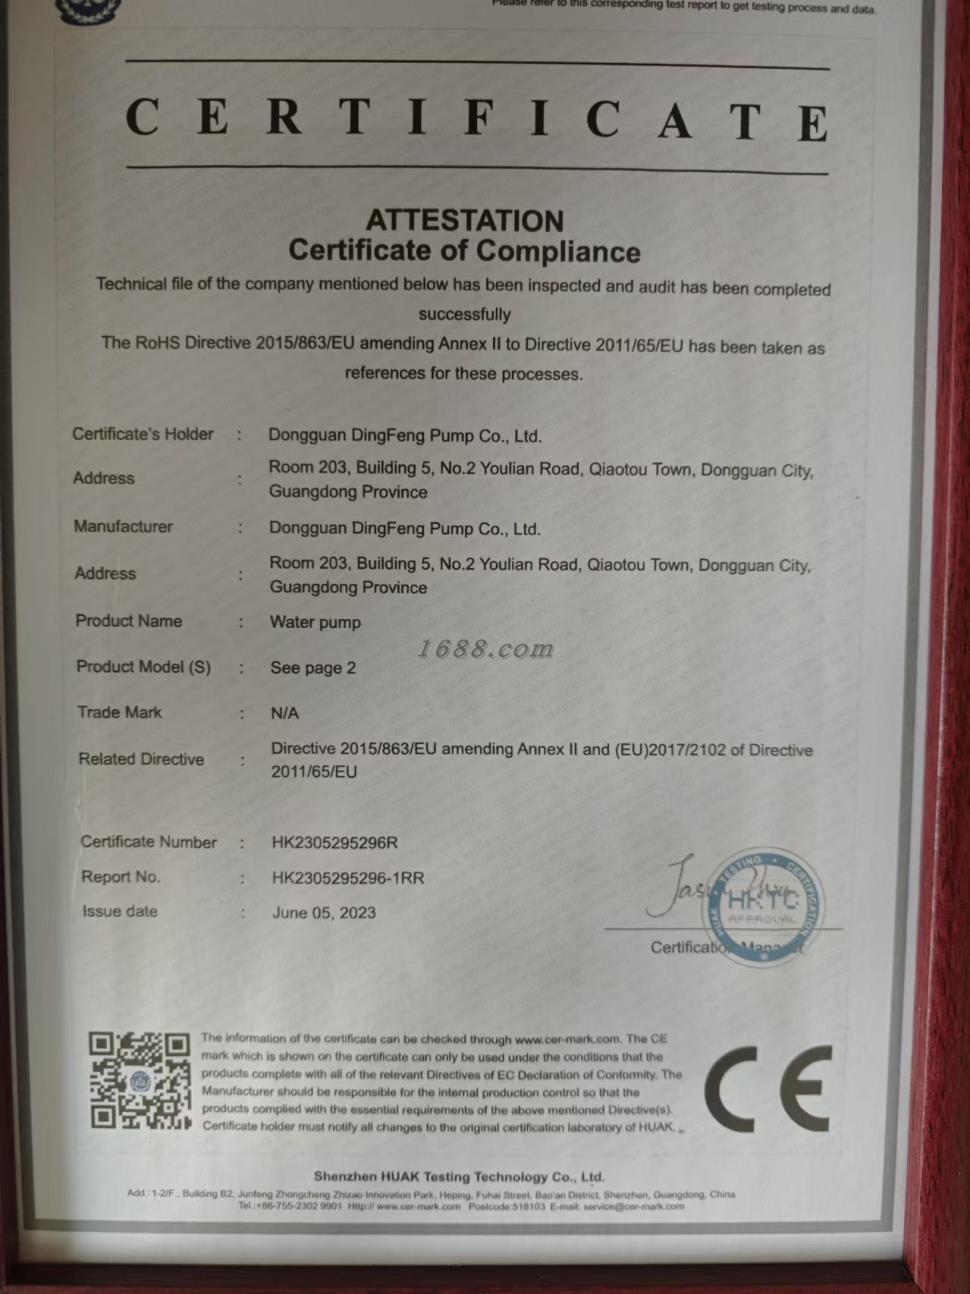 Please refer to this corresponding test report to get testing process and data.
CERTIFICATE
ATTESTATION
Certificate of Compliance
Technical file of the company mentioned below has been inspected and audit has been completed
successfully
The RoHS Directive 2015/863/EU amending Annex II to Directive 2011/65/EU has been taken as
references for these processes.
Certificate's Holder : Dongguan DingFeng Pump Co., Ltd.
Address : Room 203, Building 5, No.2 Youlian Road, Qiaotou Town, Dongguan City,
Guangdong Province
Manufacturer : Dongguan DingFeng Pump Co., Ltd.
Address : Room 203, Building 5, No.2 Youlian Road, Qiaotou Town, Dongguan City,
Guangdong Province
Product Name : Water pump
1688.com
Product Model (S) : See page 2
Trade Mark : N/A
Related Directive : Directive 2015/863/EU amending Annex II and (EU)2017/2102 of Directive
2011/65/EU
Certificate Number : HK2305295296R
Report No. : HK2305295296-1RR
Issue date : June 05, 2023
HUAK TESTING CERTIFICATION
HKTC
APPROVAL
Certification Manager
The information of the certificate can be checked through www.cer-mark.com. The CE
mark which is shown on the certificate can only be used under the conditions that the
products complete with all of the relevant Directives of EC Declaration of Conformity. The
Manufacturer should be responsible for the internal production control so that the
products complied with the essential requirements of the above mentioned Directive(s).
Certificate holder must notify all changes to the original certification laboratory of HUAK.
CE
Shenzhen HUAK Testing Technology Co., Ltd.
Add.:1-2/F., Building B2, Junfeng Zhongcheng Zhizao Innovation Park, Heping, Fuhai Street, Bao'an District, Shenzhen, Guangdong, China
Tel.:+86-755-2302 9901 Http:// www.cer-mark.com Postcode:518103 E-mail: service@cer-mark.com